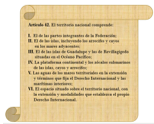 Artículo 42. El territorio nacional comprende:
I. El de las partes integrantes de la Federación;
II. El de las islas, incluyendo los arrecifes y cayos
en los mares adyacentes;
III. El de las islas de Guadalupe y las de Revillagigedo
situadas en el Océano Pacífico;
IV. La plataforma continental y los zócalos submarinos
de las islas, cayos y arrecifes;
V. Las aguas de los mares territoriales en la extensión
y términos que fija el Derecho Internacional y las
marítimas interiores;
VI. El espacio situado sobre el territorio nacional, con
la extensión y modalidades que establezca el propio
Derecho Internacional.